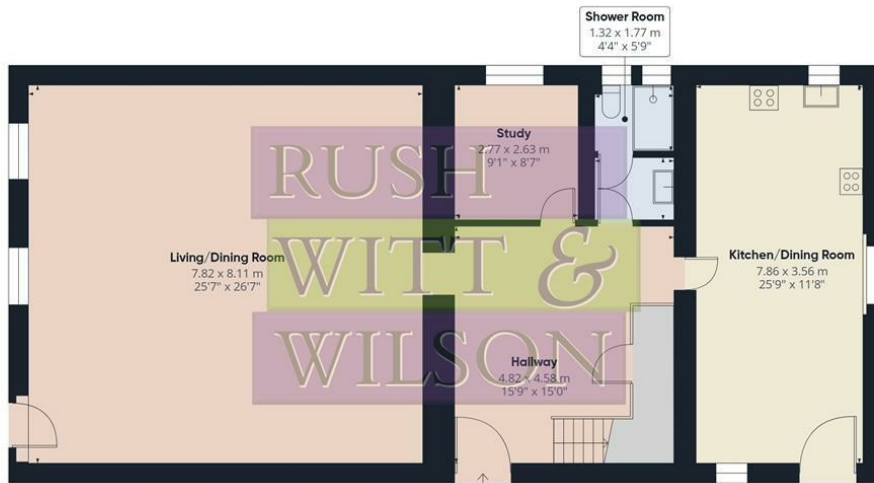 Shower Room
1.32 x 1.77 m
4'4" x 5'9"
Study
2.77 x 2.63 m
9'1" x 8'7"
RUSH
WITT &
WILSON
Living/Dining Room
7.82 x 8.11 m
25'7" x 26'7"
Kitchen/Dining Room
7.86 x 3.56 m
25'9" x 11'8"
Hallway
4.82 x 4.58 m
15'9" x 15'0"